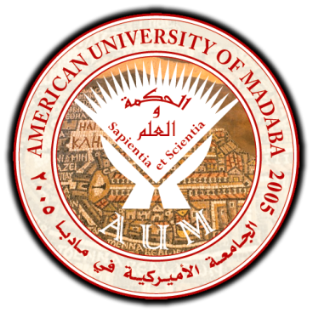 AMERICAN UNIVERSITY OF MADABA 2005
الحكمة
و
العلم
Sapientia et Scientia
AUM
الجامعة الأميركية في مادبا ٢٠٠٥